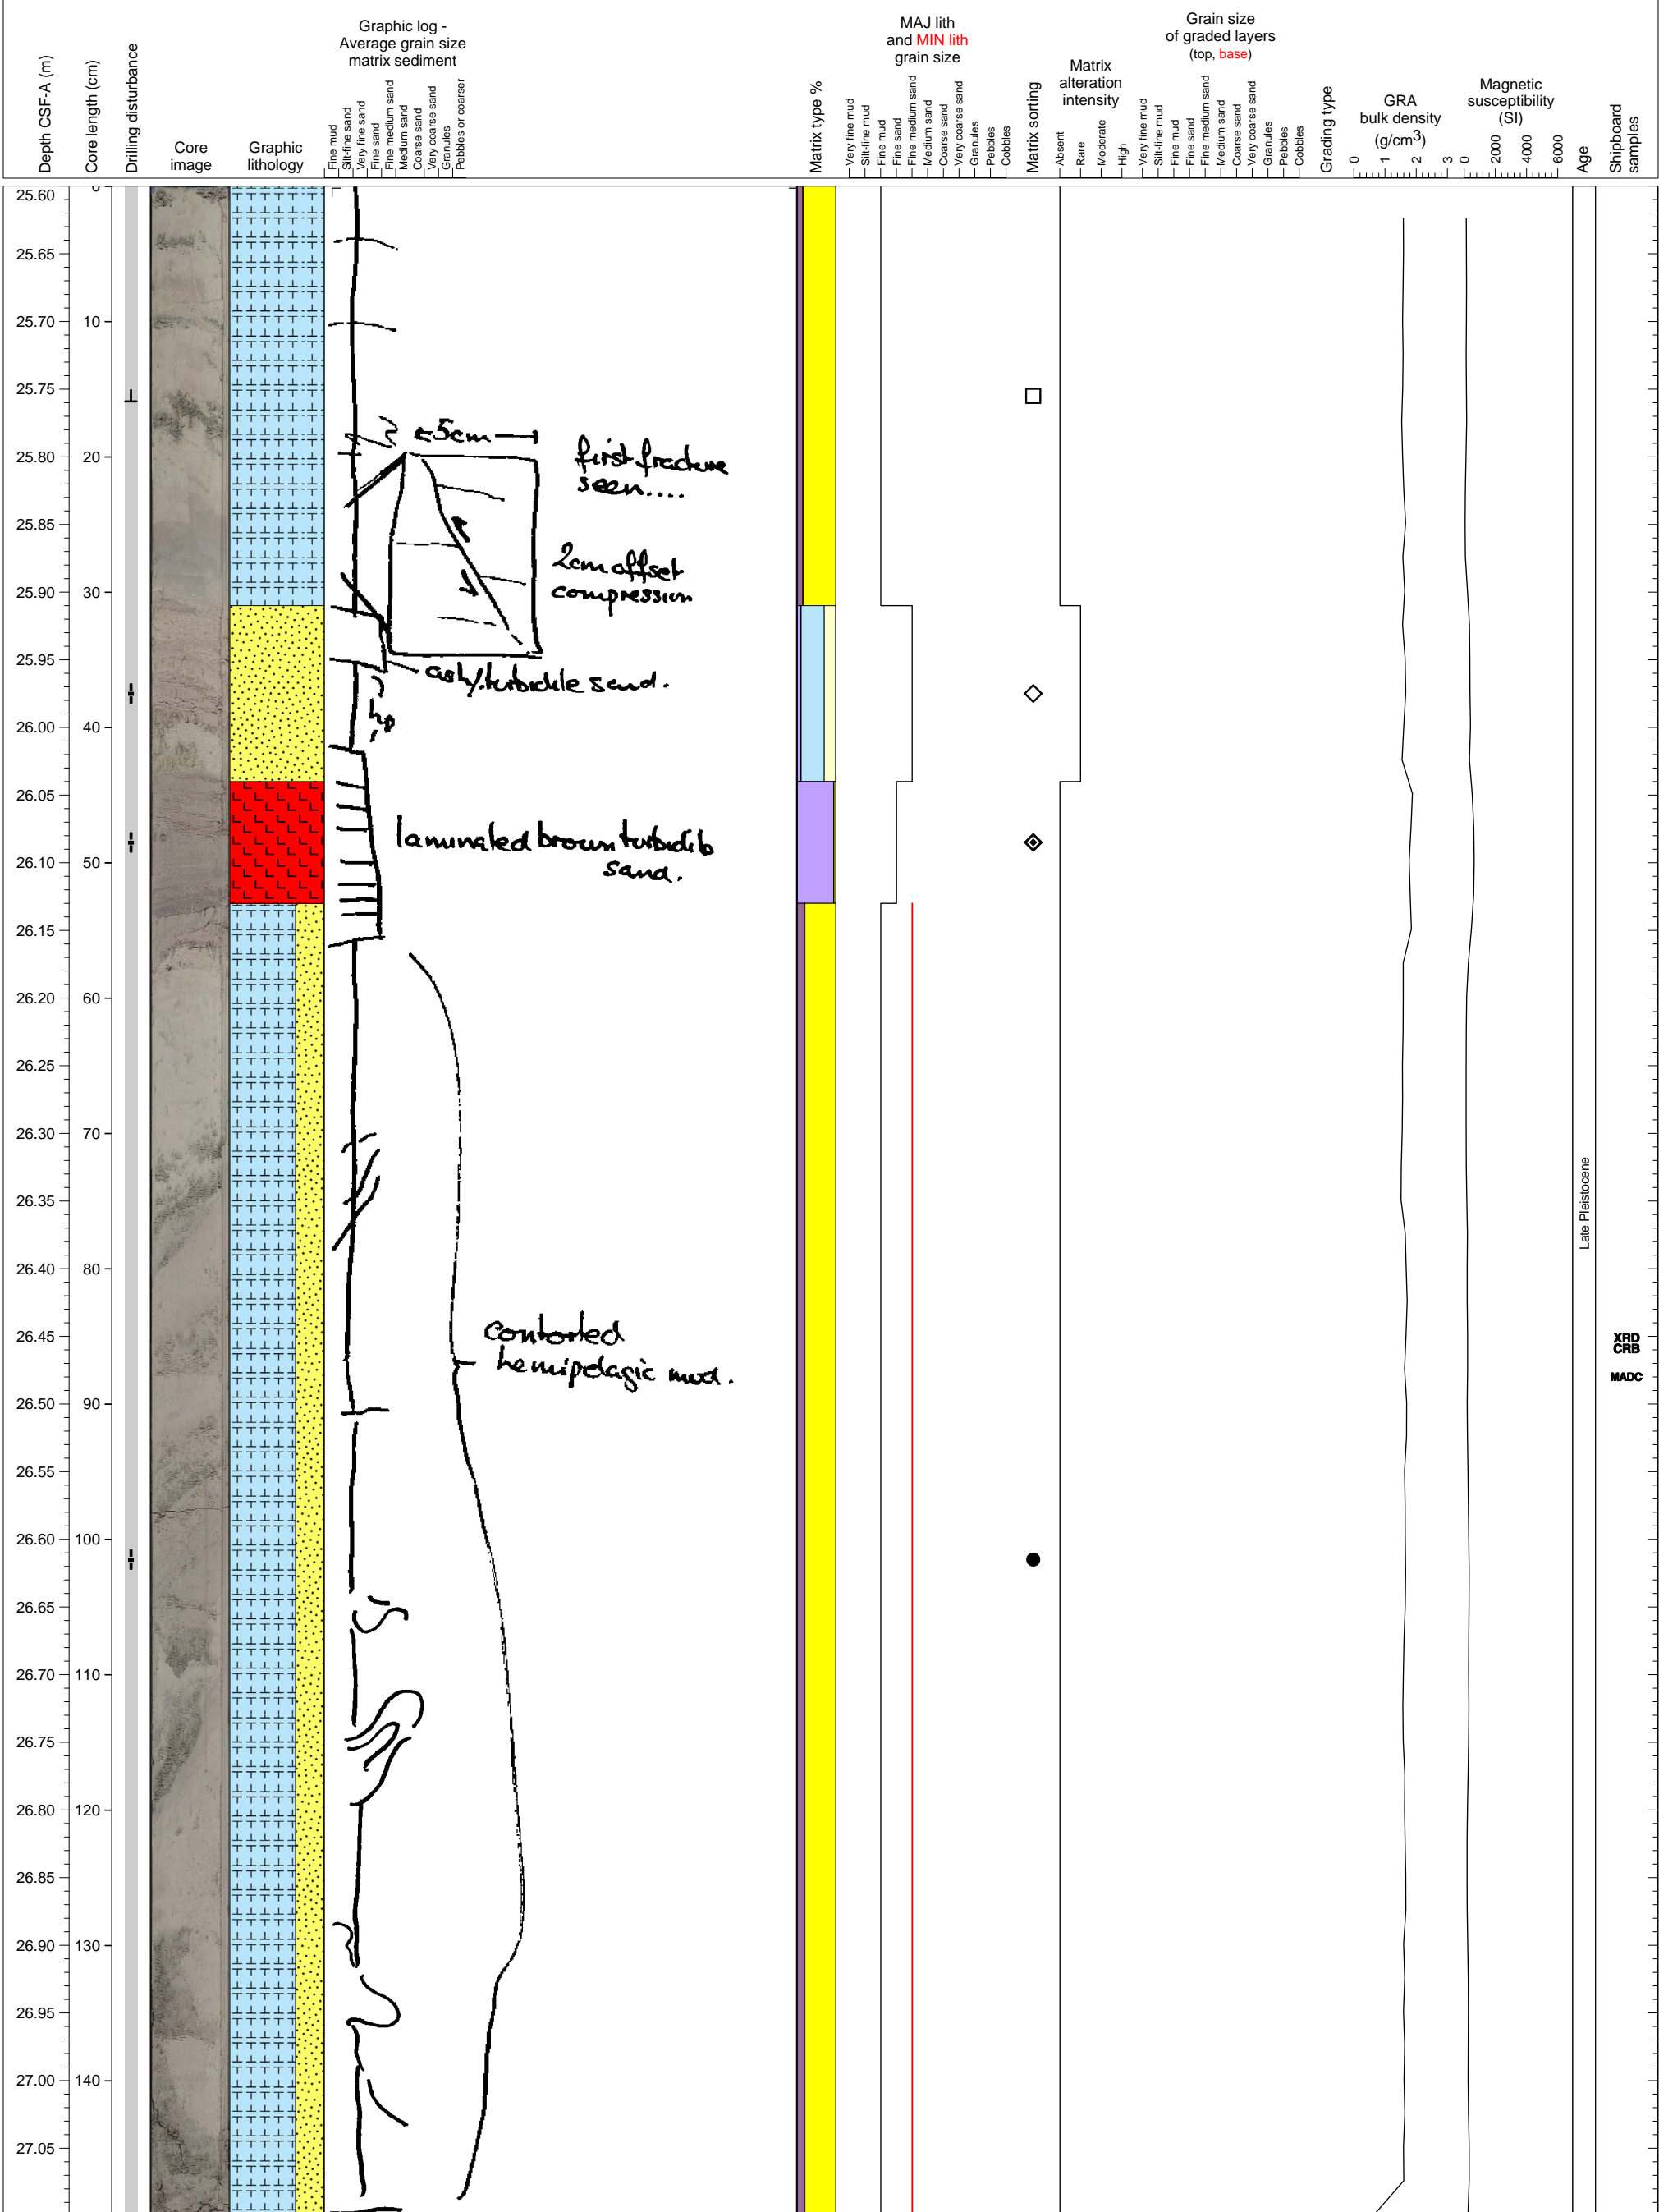 Depth CSF-A (m)
Core length (cm)
Drilling disturbance
Core
image
Graphic
lithology
Graphic log -
Average grain size
matrix sediment
Fine mud
Silt-fine sand
Very fine sand
Fine sand
Fine medium sand
Medium sand
Coarse sand
Very coarse sand
Granules
Pebbles or coarser
Matrix type %
MAJ lith
and MIN lith
grain size
Very fine mud
Silt-fine mud
Fine mud
Fine sand
Fine medium sand
Medium sand
Coarse sand
Very coarse sand
Granules
Pebbles
Cobbles
Matrix sorting
Matrix
alteration
intensity
Absent
Rare
Moderate
High
Grain size
of graded layers
(top, base)
Very fine mud
Silt-fine mud
Fine mud
Fine sand
Fine medium sand
Medium sand
Coarse sand
Very coarse sand
Granules
Pebbles
Cobbles
Grading type
GRA
bulk density
(g/cm3)
0 1 2 3
Magnetic
susceptibility
(SI)
0 2000 4000 6000
Age
Shipboard
samples
25.60 0
25.65
25.70 10
25.75
25.80 20
25.85
25.90 30
25.95
26.00 40
26.05
26.10 50
26.15
26.20 60
26.25
26.30 70
26.35
26.40 80
26.45
26.50 90
26.55
26.60 100
26.65
26.70 110
26.75
26.80 120
26.85
26.90 130
26.95
27.00 140
27.05
5cm
first fracture
seen....
2cm offset
compression
ash/turbidite sand.
laminated brown turbidite
sand.
contorted
hemipelagic mud.
Late Pleistocene
XRD
CRB
MADC